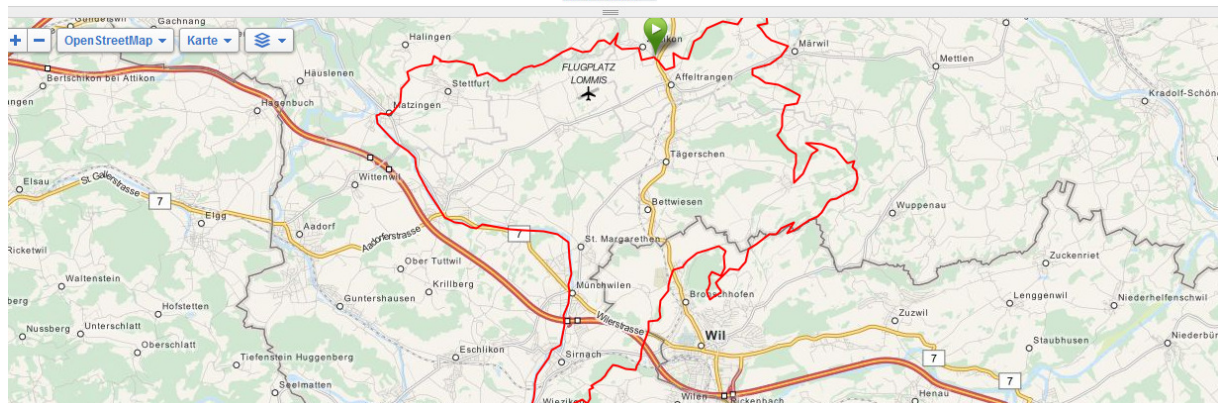 Gundelswil
Gachnang
+ −
OpenStreetMap
Karte
Halingen
Märwil
Mettlen
Bertschikon bei Attikon
Häuslenen
Stettfurt
FLUGPLATZ
LOMMIS
Affeltrangen
Kradolf-Schöne
Hagenbuch
Matzingen
Tägerschen
Elsau
St. Gallerstrasse
7
Wittenwil
Elgg
Bettwiesen
Wuppenau
Aadorf
Aadorferstrasse
7
St. Margarethen
Ricketwil
Ober Tuttwil
Zuckenriet
Waltenstein
Krillberg
Münchwilen
Guntershausen
Bronschhofen
Lenggenwil
Niederhelfenschwil
Hofstetten
Zuzwil
Nussberg
Unterschlatt
Wilerstrasse
Wil
Staubhusen
Oberschlatt
Eschlikon
Tiefenstein Huggenberg
Sirnach
7
Seelmatten
7
Wilen
Rickenbach
Henau